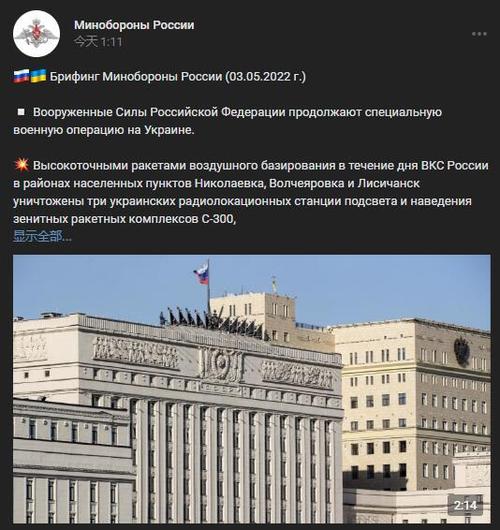 Минобороны России
今天 1:11
Брифинг Минобороны России (03.05.2022 г.)
Вооруженные Силы Российской Федерации продолжают специальную
военную операцию на Украине.
Высокоточными ракетами воздушного базирования в течение дня ВКС России
в районах населенных пунктов Николаевка, Волчеяровка и Лисичанск
уничтожены три украинских радиолокационных станции подсвета и наведения
зенитных ракетных комплексов С-300,
显示全部...
2:14